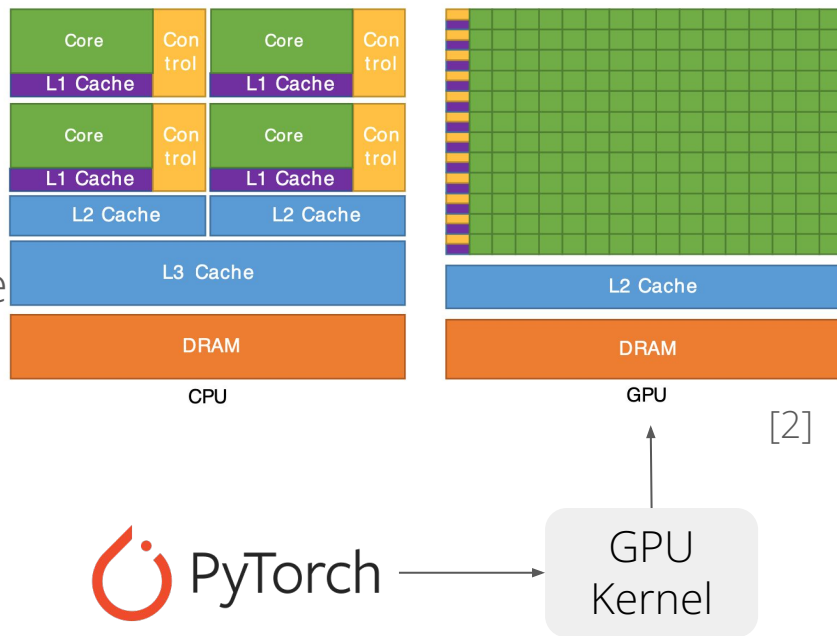 Core
Con
trol
Core
Con
trol
L1 Cache
L1 Cache
Core
Con
trol
Core
Con
trol
L1 Cache
L1 Cache
L2 Cache
L2 Cache
L3 Cache
e
DRAM
CPU
L2 Cache
DRAM
GPU
[2]
PyTorch
GPU
Kernel